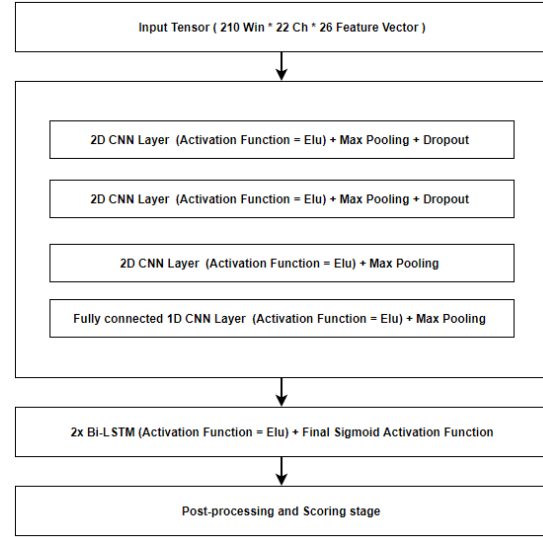 Input Tensor ( 210 Win * 22 Ch * 26 Feature Vector )
2D CNN Layer (Activation Function = Elu) + Max Pooling + Dropout
2D CNN Layer (Activation Function = Elu) + Max Pooling + Dropout
2D CNN Layer (Activation Function = Elu) + Max Pooling
Fully connected 1D CNN Layer (Activation Function = Elu) + Max Pooling
2x Bi-LSTM (Activation Function = Elu) + Final Sigmoid Activation Function
Post-processing and Scoring stage